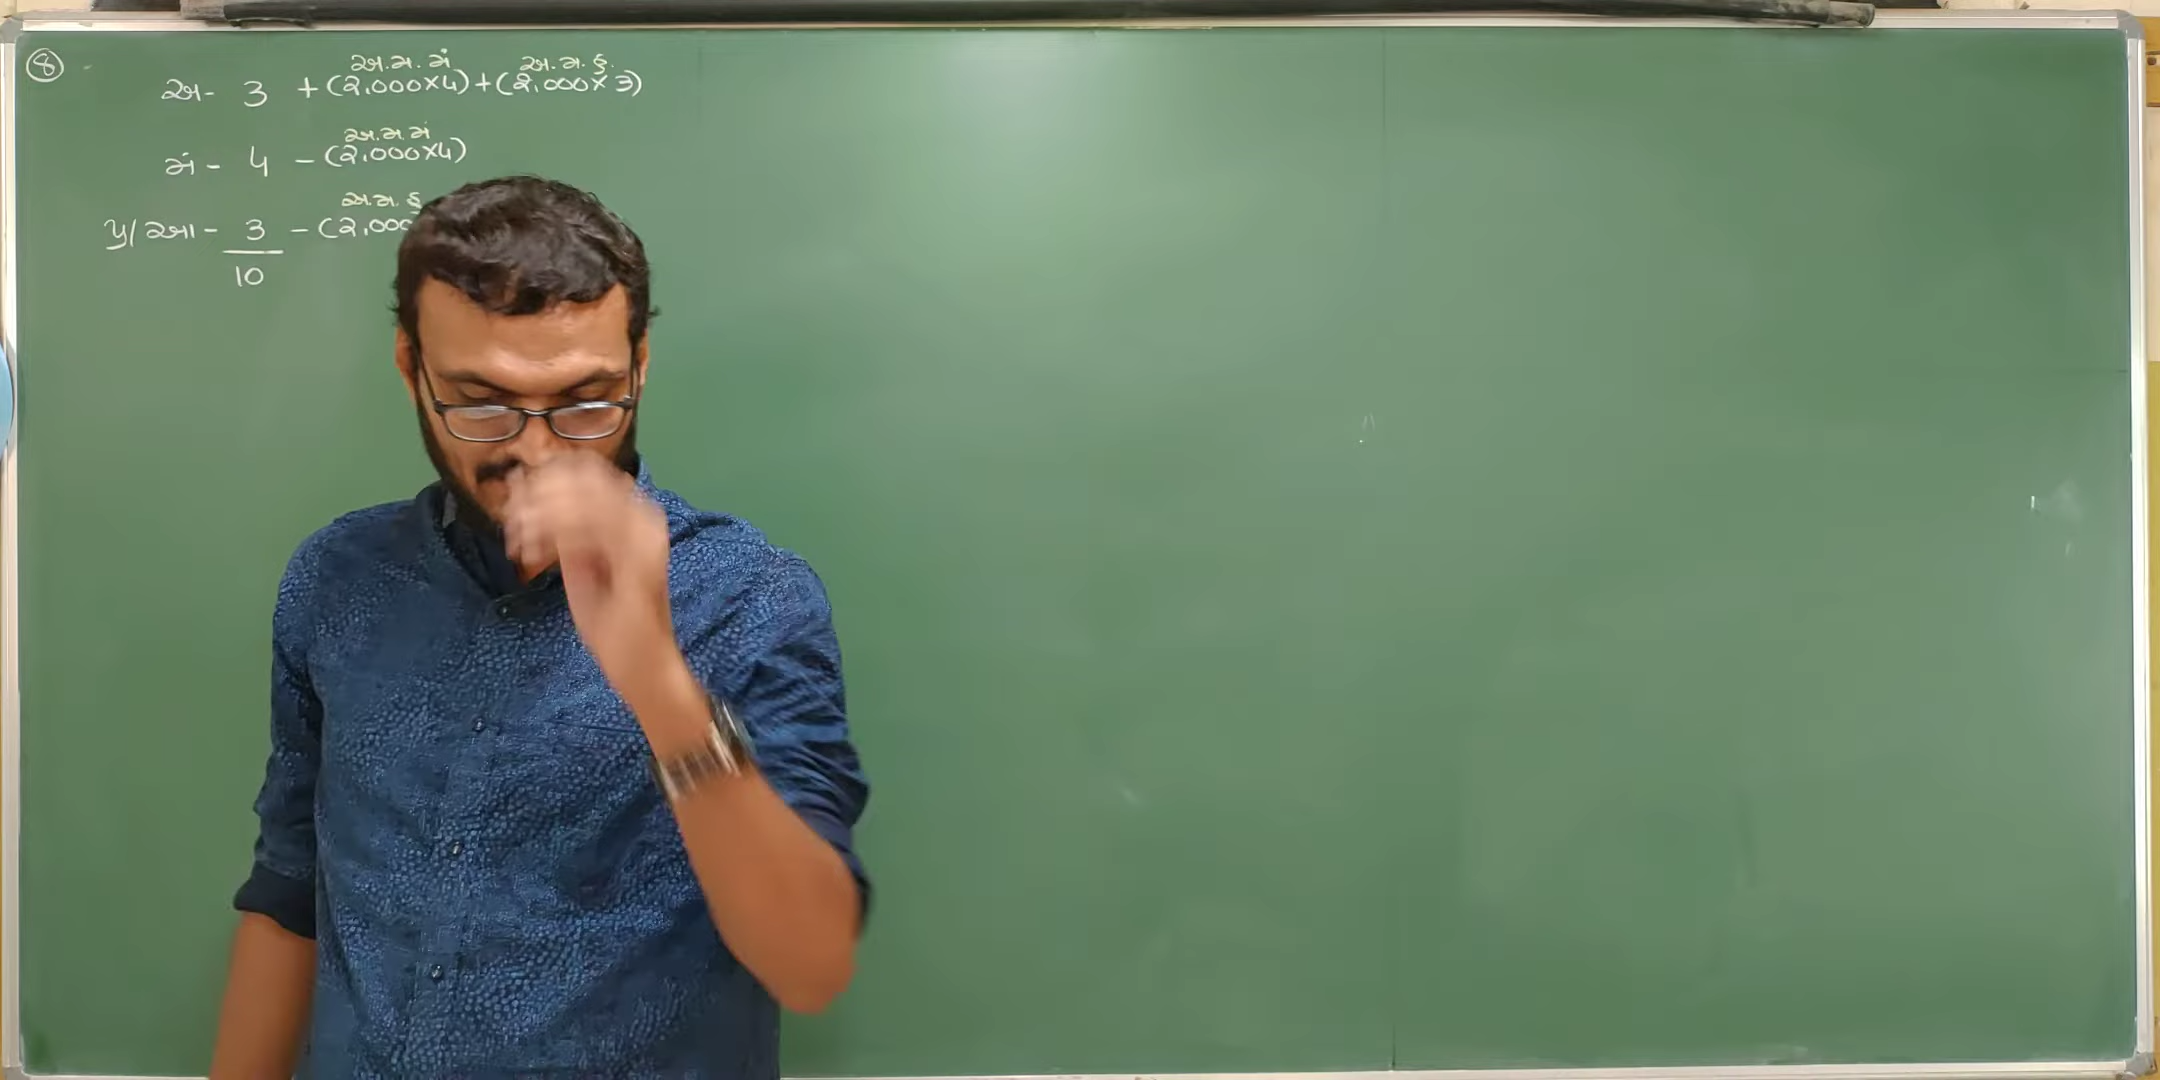 ⑧
અ.મ.મં અ.મ.ફુ.
અ - 3 + (2,000×4) + (2,000×3)
અ.મ.મં
મં - 4 - (2,000×4)
અ.મ.ફુ
પુ/આ - 3 - (2,000
10